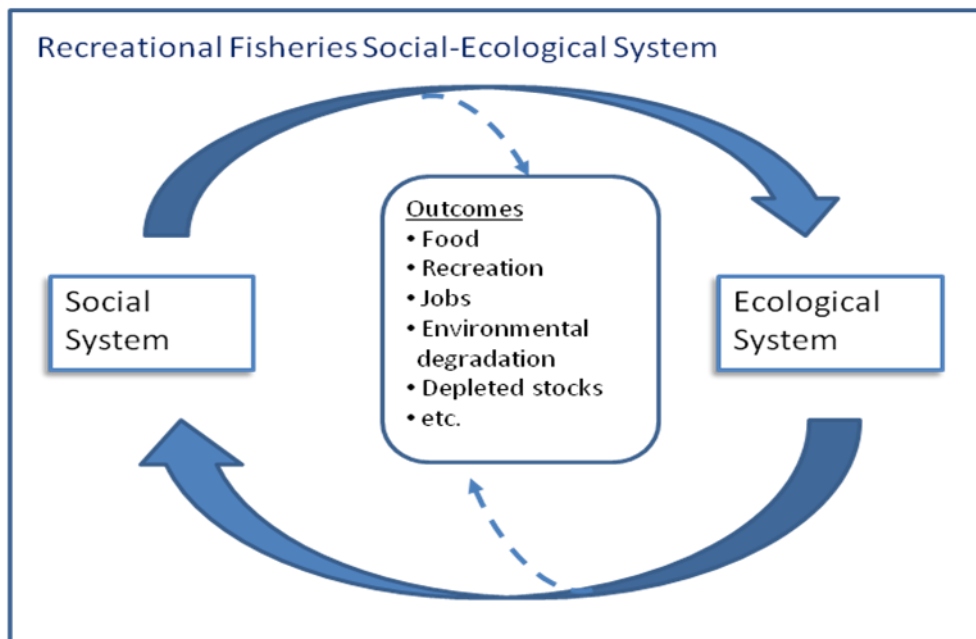 Recreational Fisheries Social-Ecological System
Outcomes
• Food
• Recreation
• Jobs
• Environmental
degradation
• Depleted stocks
• etc.
Social
System
Ecological
System